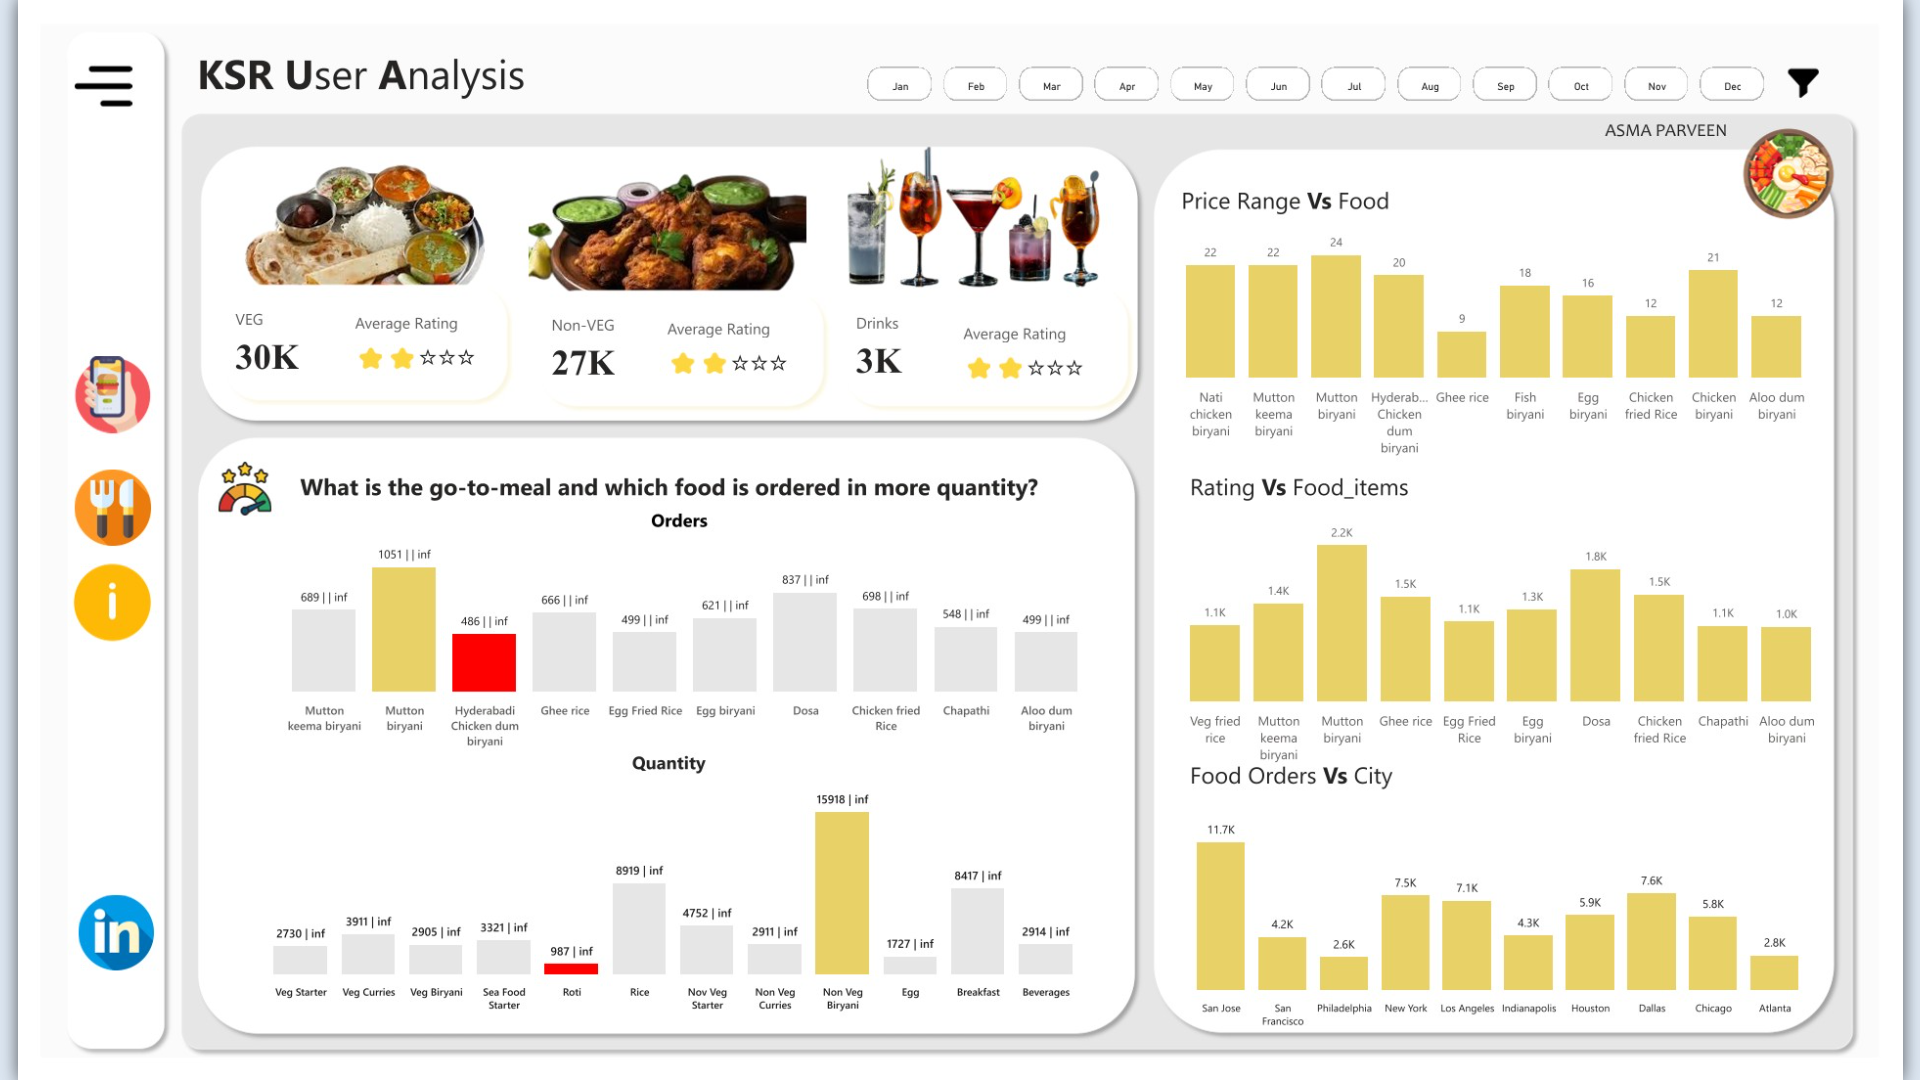 KSR User Analysis
Jan
Feb
Mar
Apr
May
Jun
Jul
Aug
Sep
Oct
Nov
Dec
ASMA PARVEEN
VEG
30K
Average Rating
Non-VEG
27K
Average Rating
Drinks
3K
Average Rating
What is the go-to-meal and which food is ordered in more quantity?
Orders
689 || inf
1051 || inf
486 || inf
666 || inf
499 || inf
621 || inf
837 || inf
698 || inf
548 || inf
499 || inf
Mutton
keema biryani
Mutton
biryani
Hyderabadi
Chicken dum
biryani
Ghee rice
Egg Fried Rice
Egg biryani
Dosa
Chicken fried
Rice
Chapathi
Aloo dum
biryani
Quantity
2730 | inf
3911 | inf
2905 | inf
3321 | inf
987 | inf
8919 | inf
4752 | inf
2911 | inf
15918 | inf
1727 | inf
8417 | inf
2914 | inf
Veg Starter
Veg Curries
Veg Biryani
Sea Food
Starter
Roti
Rice
Nov Veg
Starter
Non Veg
Curries
Non Veg
Biryani
Egg
Breakfast
Beverages
Price Range Vs Food
22
22
24
20
9
18
16
12
21
12
Nati
chicken
biryani
Mutton
keema
biryani
Mutton
biryani
Hyderab...
Chicken
dum
biryani
Ghee rice
Fish
biryani
Egg
biryani
Chicken
fried Rice
Chicken
biryani
Aloo dum
biryani
Rating Vs Food_items
1.1K
1.4K
2.2K
1.5K
1.1K
1.3K
1.8K
1.5K
1.1K
1.0K
Veg fried
rice
Mutton
keema
biryani
Mutton
biryani
Ghee rice
Egg Fried
Rice
Egg
biryani
Dosa
Chicken
fried Rice
Chapathi
Aloo dum
biryani
Food Orders Vs City
11.7K
4.2K
2.6K
7.5K
7.1K
4.3K
5.9K
7.6K
5.8K
2.8K
San Jose
San
Francisco
Philadelphia
New York
Los Angeles
Indianapolis
Houston
Dallas
Chicago
Atlanta
i
in